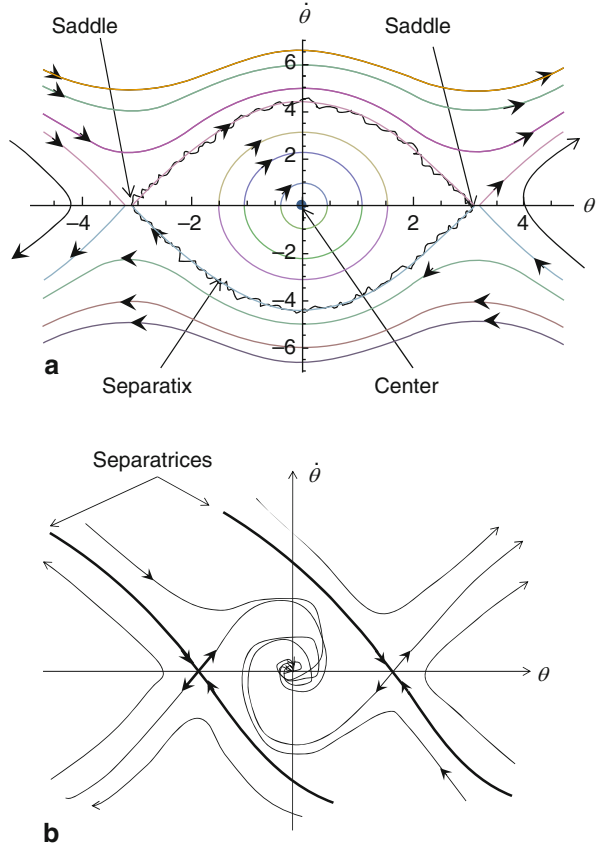 θ̇
Saddle
Saddle
6
4
2
−4
−2
2
4
θ
−2
−4
−6
a
Separatix
Center
Separatrices
θ̇
θ
b